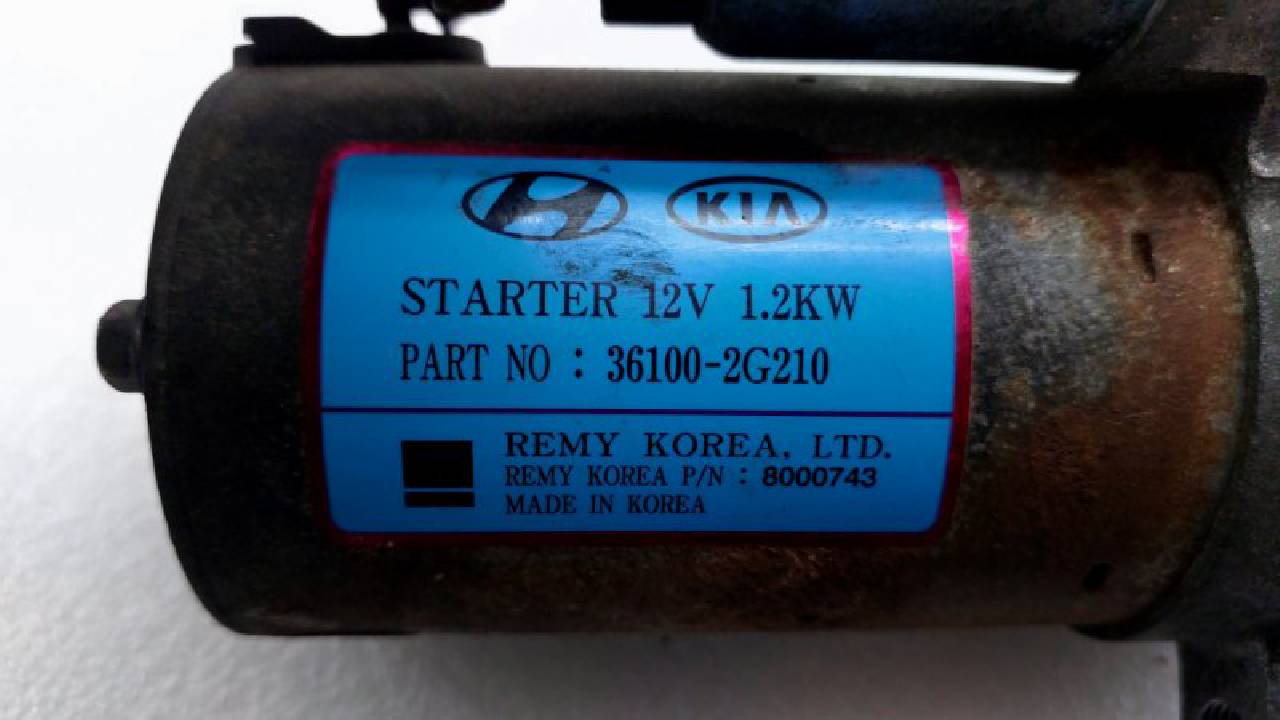 KIA
STARTER 12V 1.2KW
PART NO : 36100-2G210
REMY KOREA, LTD.
REMY KOREA P/N : 8000743
MADE IN KOREA